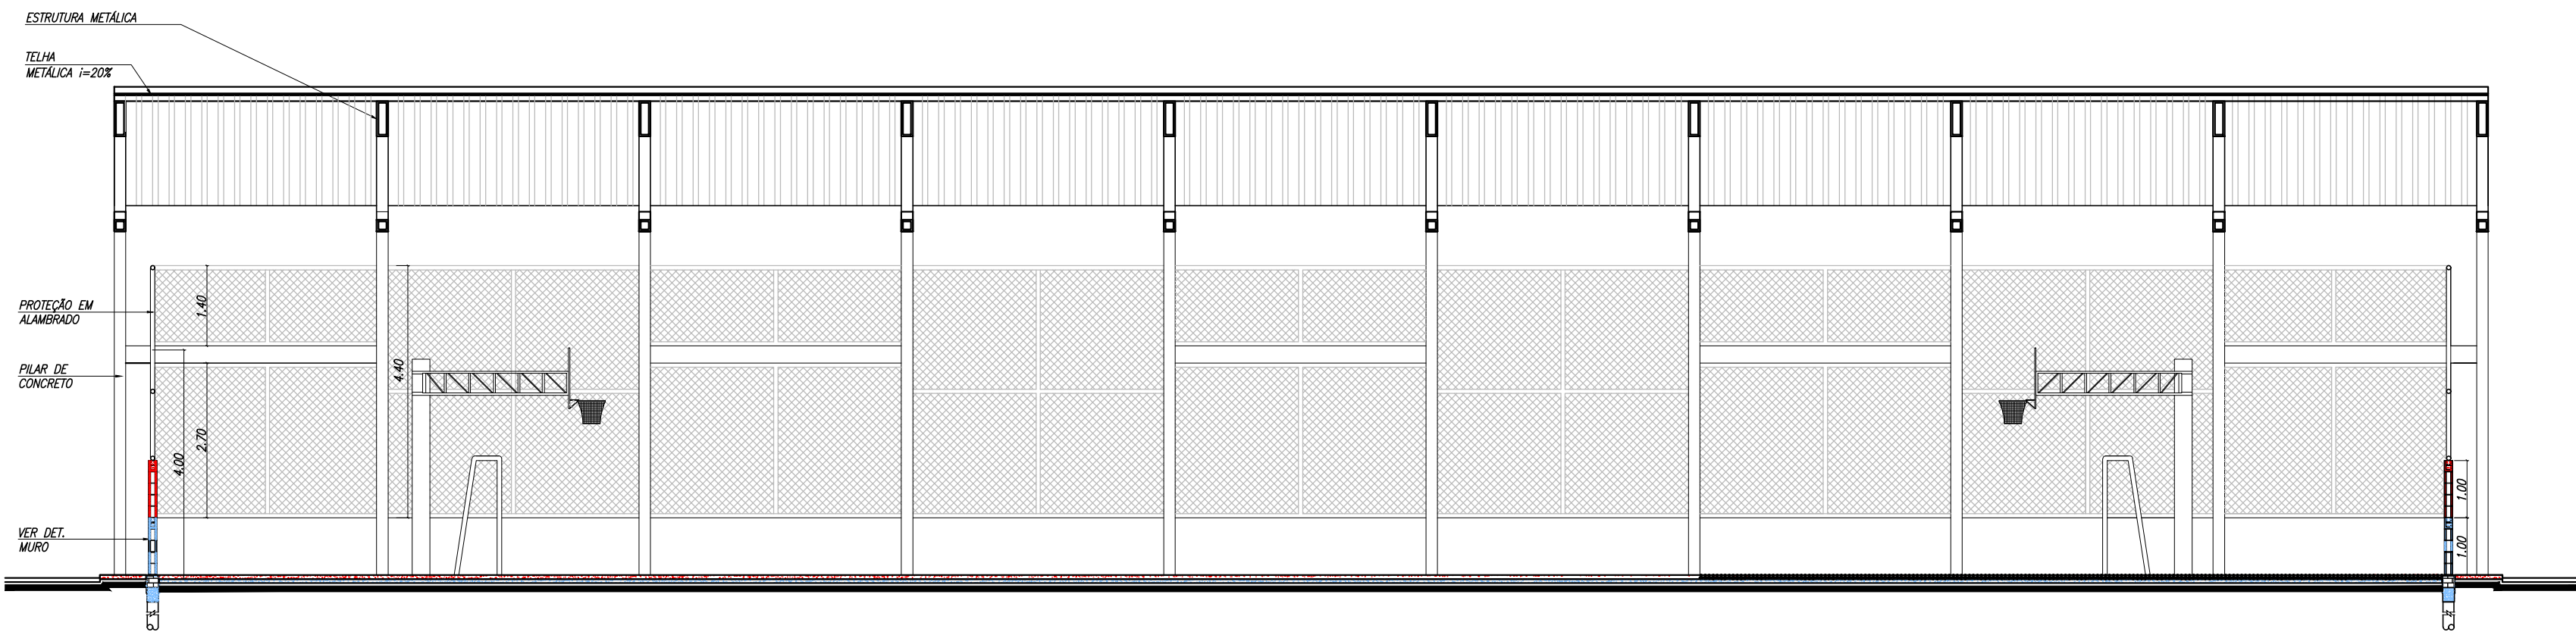 ESTRUTURA METÁLICA
TELHA
METÁLICA i=20%
PROTEÇÃO EM
ALAMBRADO
PILAR DE
CONCRETO
VER DET.
MURO
1.40
4.40
2.70
4.00
1.00
1.00